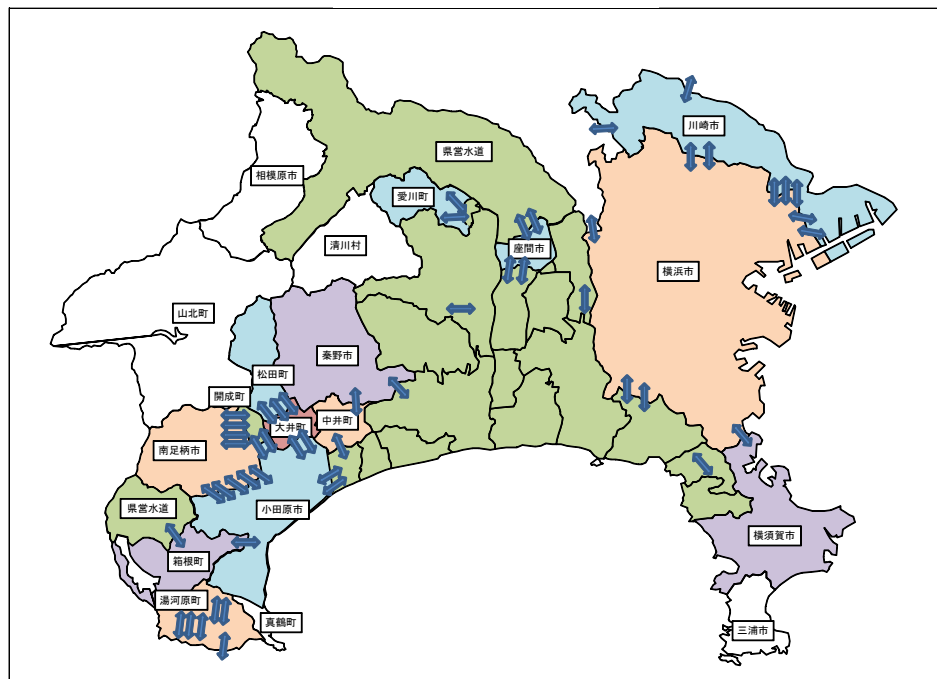 川崎市
県営水道
相模原市
愛川町
清川村
座間市
横浜市
山北町
秦野市
松田町
開成町
大井町
中井町
南足柄市
県営水道
小田原市
横須賀市
箱根町
湯河原町
真鶴町
三浦市